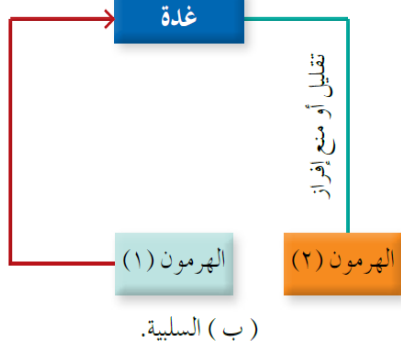 غدة
تقليل أو منع إفراز
الهرمون (٢)
الهرمون (١)
( ب ) السلبية.